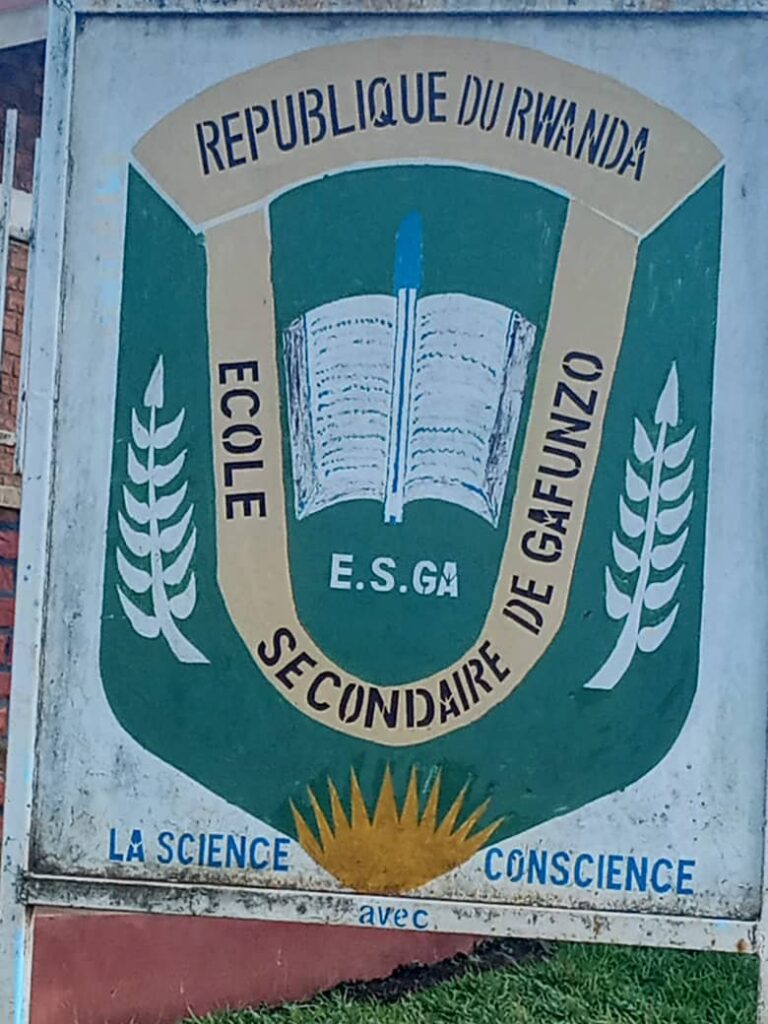 REPUBLIQUE DU RWANDA
ECOLE SECONDAIRE DE GAFUNZO
E.S.GA
LA SCIENCE
avec
CONSCIENCE